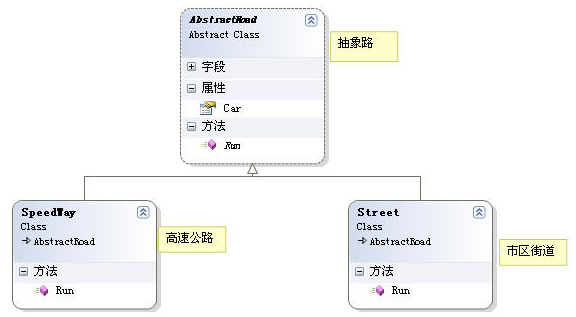 AbstractRoad
Abstract Class
抽象路
字段
属性
Car
方法
Run
SpeedWay
Class
AbstractRoad
高速公路
方法
Run
Street
Class
AbstractRoad
市区街道
方法
Run